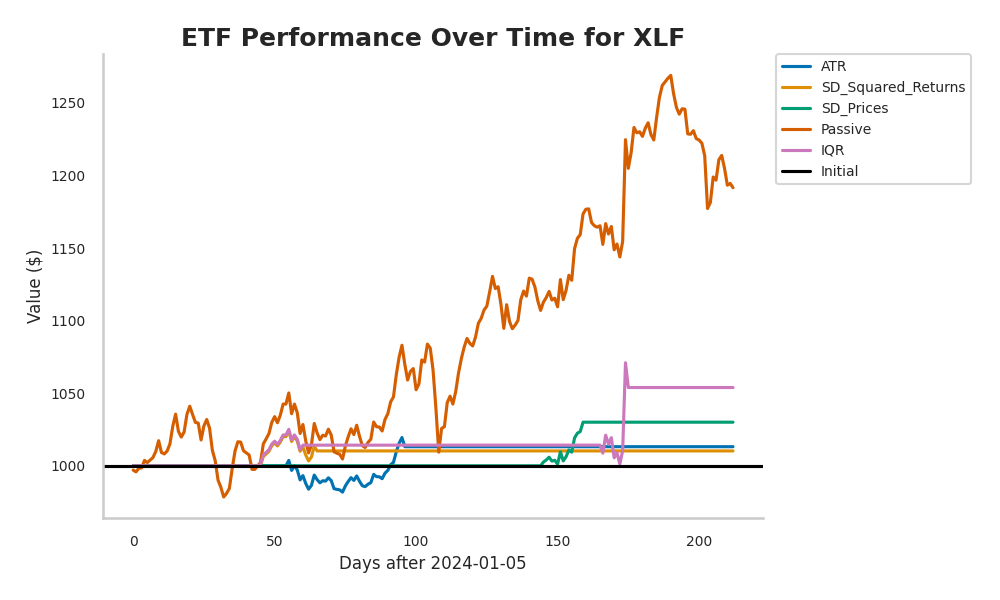 ETF Performance Over Time for XLF
ATR
SD_Squared_Returns
SD_Prices
Passive
IQR
Initial
Value ($)
1250
1200
1150
1100
1050
1000
0 50 100 150 200
Days after 2024-01-05